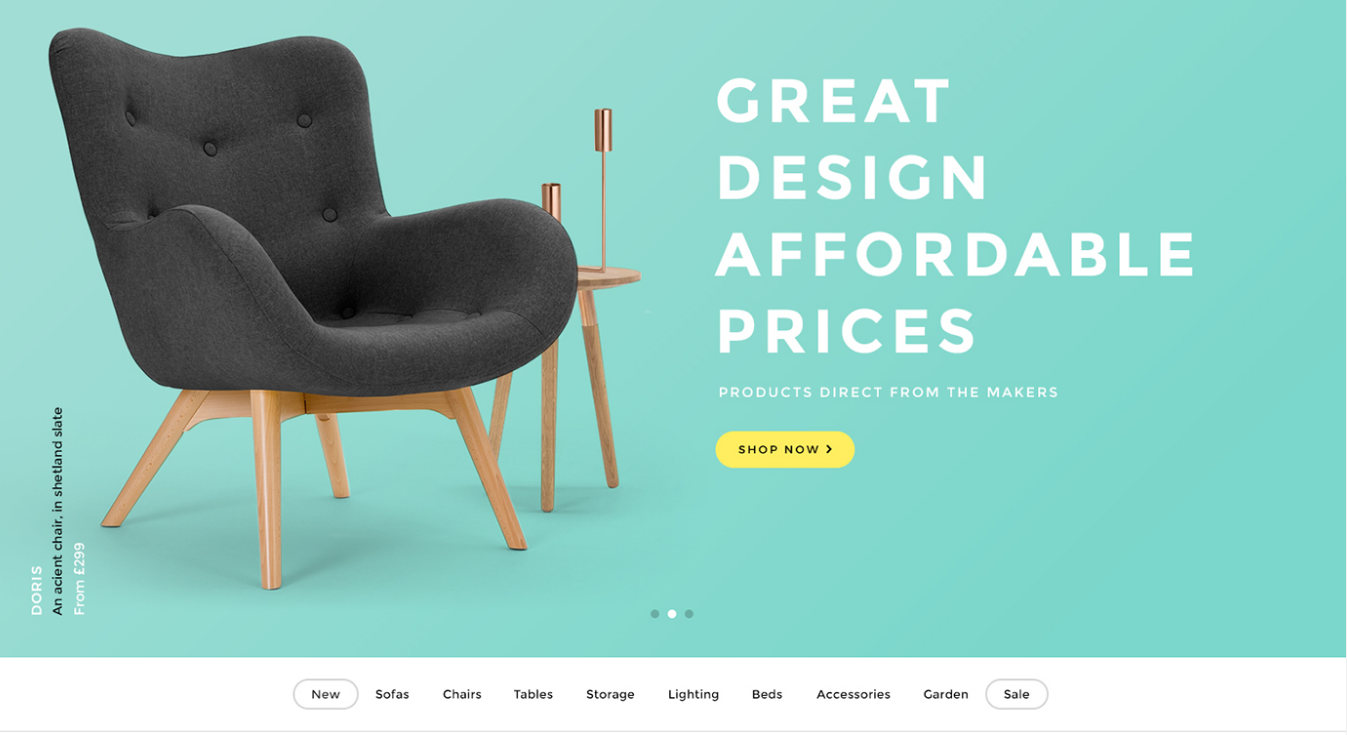 GREAT
DESIGN
AFFORDABLE
PRICES
PRODUCTS DIRECT FROM THE MAKERS
SHOP NOW
DORIS
An acient chair, in shetland slate
From £299
New Sofas Chairs Tables Storage Lighting Beds Accessories Garden Sale